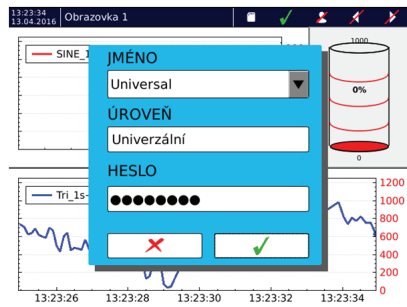 13:23:34
13.04.2016
Obrazovka 1
SINE_1
JMÉNO
Universal
ÚROVEŇ
Univerzální
HESLO
●●●●●●●●
1000
0%
0
Tri_1s-
1200
1000
800
600
400
200
0
13:23:26 13:23:28 13:23:30 13:23:32 13:23:34